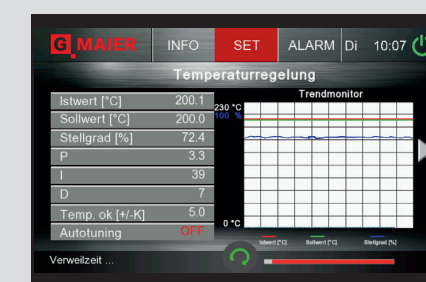 G. MAIER INFO SET ALARM Di 10:07
Temperaturregelung
Trendmonitor
Istwert [°C] 200.1
Sollwert [°C] 200.0
Stellgrad [%] 72.4
P 3.3
I 39
D 7
Temp. ok [+/-K] 5.0
Autotuning OFF
230 °C
100 %
0 °C
Istwert [°C] Sollwert [°C] Stellgrad [%]
Verweilzeit ...